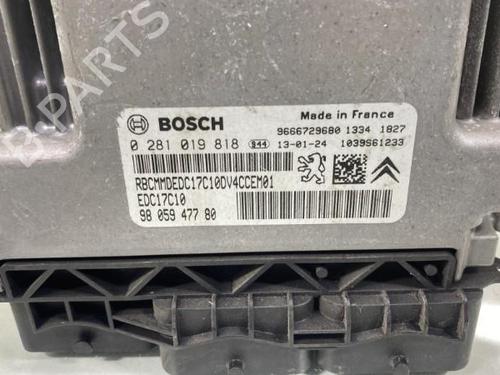 PARTS
BOSCH
Made in France
9666729680 1334 1827
0 281 019 818 944 13-01-24 1039S61233
RBCMMDEDC17C10DV4CCEM01
EDC17C10
98 059 477 80